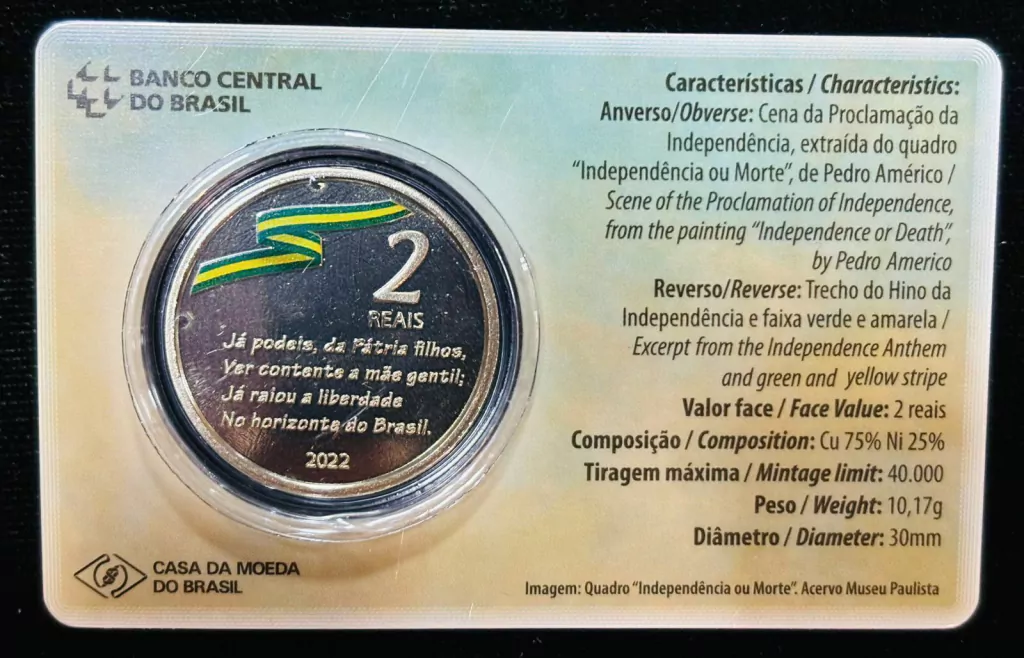 BANCO CENTRAL
DO BRASIL
2
REAIS
Já podeis, da Pátria filhos,
Ver contente a mãe gentil;
Já raiou a liberdade
No horizonte do Brasil.
2022
CASA DA MOEDA
DO BRASIL
Características / Characteristics:
Anverso/Obverse: Cena da Proclamação da
Independência, extraída do quadro
“Independência ou Morte”, de Pedro Américo /
Scene of the Proclamation of Independence,
from the painting “Independence or Death”,
by Pedro Americo
Reverso/Reverse: Trecho do Hino da
Independência e faixa verde e amarela /
Excerpt from the Independence Anthem
and green and yellow stripe
Valor face / Face Value: 2 reais
Composição / Composition: Cu 75% Ni 25%
Tiragem máxima / Mintage limit: 40.000
Peso / Weight: 10,17g
Diâmetro / Diameter: 30mm
Imagem: Quadro “Independência ou Morte”. Acervo Museu Paulista